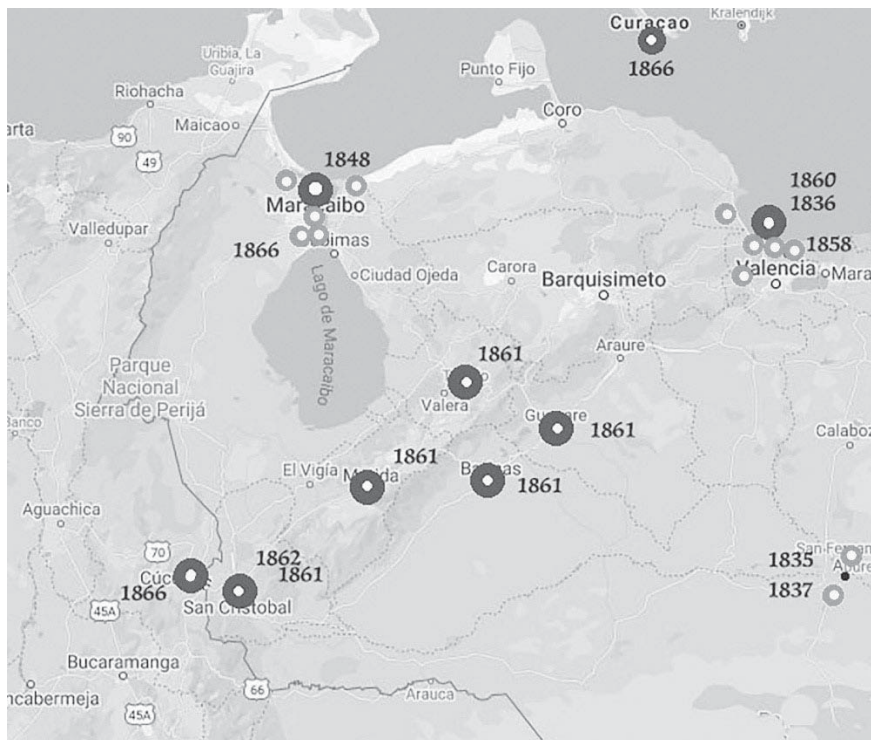 Curaçao
Kralendijk
1866
Uribia, La
Guajira
Punto Fijo
Riohacha
Coro
Maicao
arta
90
49
1848
Maracaibo
1860
1836
Valledupar
1866
1858
Ciudad Ojeda
Carora
Barquisimeto
Valencia
Mara
Lago de Maracaibo
Parque
Nacional
Sierra de Perijá
1861
Araure
Valera
1861
Banco
Calaboz
El Vigía
1861
1861
Aguachica
70
1862
1861
1835
1837
1866
San Cristobal
45A
Bucaramanga
66
Arauca
ncabermeja
45A